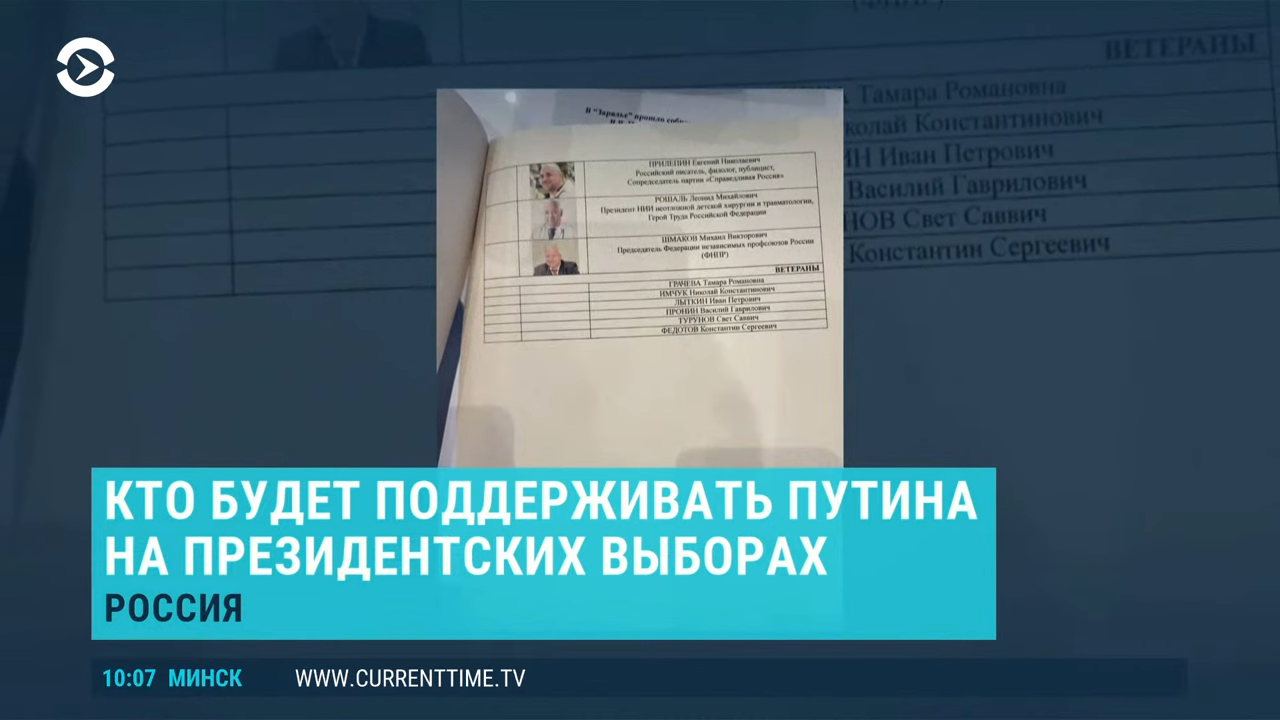 (ФНПР)
ВЕТЕРАНЫ
Тамара Романовна
колай Константинович
ИН Иван Петрович
Василий Гаврилович
НОВ Свет Саввич
Константин Сергеевич
В "Зарядье" прошло
ПРИЛЕПИН Евгений Николаевич
Российский писатель, филолог, публицист,
Сопредседатель партии «Справедливая Россия»
РОШАЛЬ Леонид Михайлович
Президент НИИ неотложной детской хирургии и травматологии,
Герой Труда Российской Федерации
ШМАКОВ Михаил Викторович
Председатель Федерации независимых профсоюзов России
(ФНПР)
ВЕТЕРАНЫ
ГРАЧЕВА Тамара Романовна
ИМЧУК Николай Константинович
ЛЫТКИН Иван Петрович
ПРОНИН Василий Гаврилович
ТУРУНОВ Свет Саввич
ФЕДОТОВ Константин Сергеевич
КТО БУДЕТ ПОДДЕРЖИВАТЬ ПУТИНА
НА ПРЕЗИДЕНТСКИХ ВЫБОРАХ
РОССИЯ
10:07 МИНСК WWW.CURRENTTIME.TV